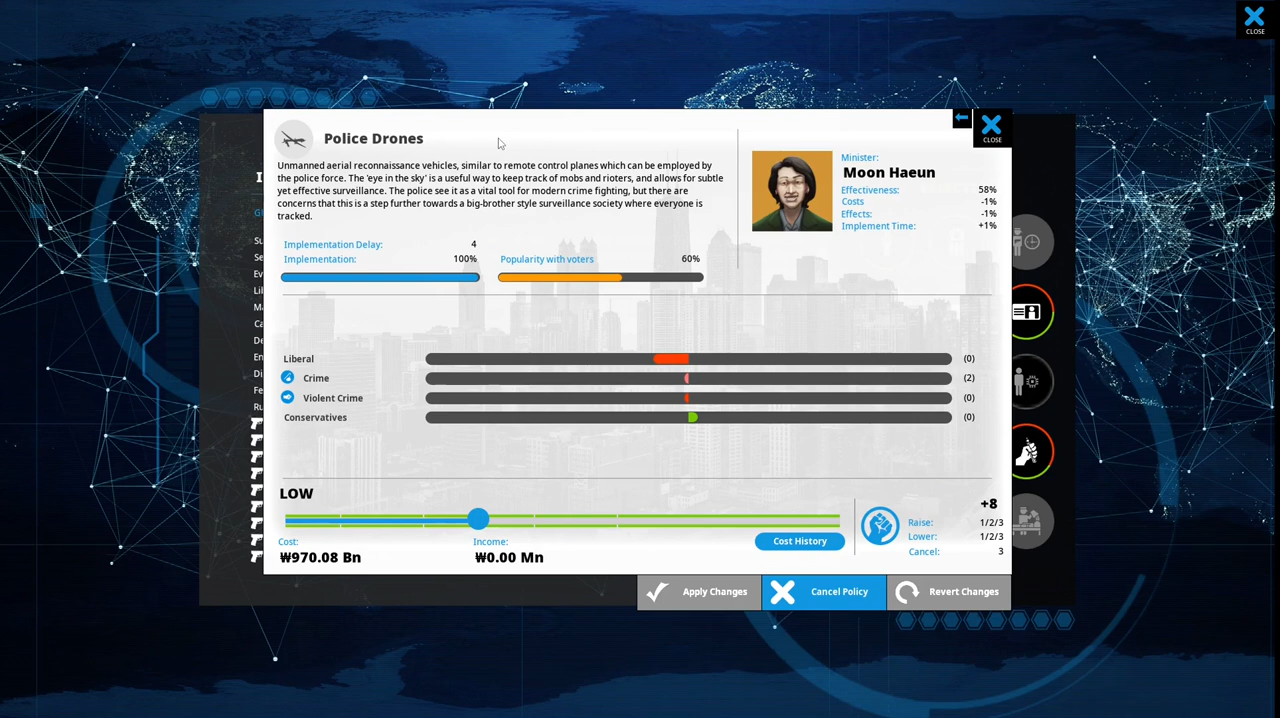 CLOSE
Police Drones
CLOSE
Unmanned aerial reconnaissance vehicles, similar to remote control planes which can be employed by
the police force. The 'eye in the sky' is a useful way to keep track of mobs and rioters, and allows for subtle
yet effective surveillance. The police see it as a vital tool for modern crime fighting, but there are
concerns that this is a step further towards a big-brother style surveillance society where everyone is
tracked.
Minister:
Moon Haeun
Effectiveness: 58%
Costs -1%
Effects: -1%
Implement Time: +1%
Implementation Delay: 4
Implementation: 100%
Popularity with voters 60%
Liberal (0)
Crime (2)
Violent Crime (0)
Conservatives (0)
LOW
Cost:
₩970.08 Bn
Income:
₩0.00 Mn
Cost History
+8
Raise: 1/2/3
Lower: 1/2/3
Cancel: 3
Apply Changes
Cancel Policy
Revert Changes